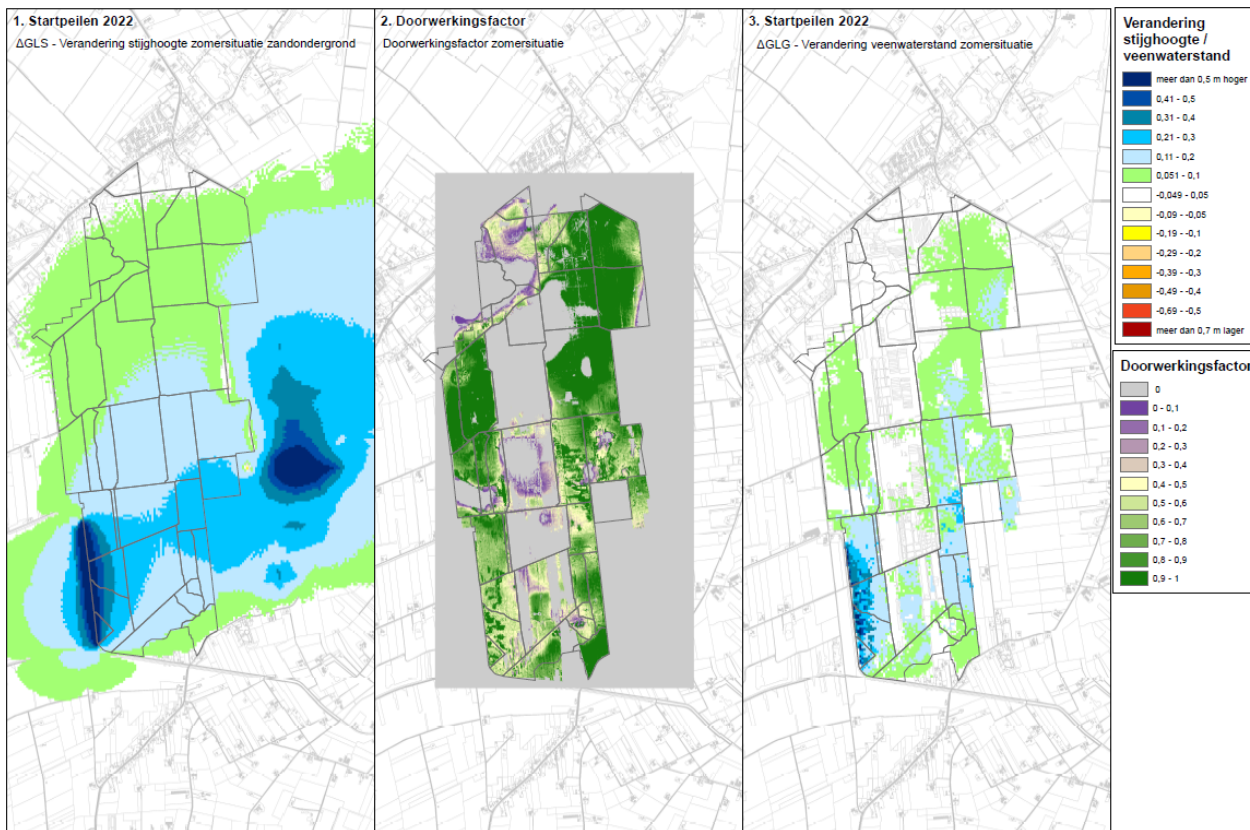 1. Startpeilen 2022
ΔGLS - Verandering stijghoogte zomersituatie zandondergrond
2. Doorwerkingsfactor
Doorwerkingsfactor zomersituatie
3. Startpeilen 2022
ΔGLG - Verandering veenwaterstand zomersituatie
Verandering
stijghoogte /
veenwaterstand
meer dan 0,5 m hoger
0,41 - 0,5
0,31 - 0,4
0,21 - 0,3
0,11 - 0,2
0,051 - 0,1
-0,049 - 0,05
-0,09 - -0,05
-0,19 - -0,1
-0,29 - -0,2
-0,39 - -0,3
-0,49 - -0,4
-0,69 - -0,5
meer dan 0,7 m lager
Doorwerkingsfactor
0
0 - 0,1
0,1 - 0,2
0,2 - 0,3
0,3 - 0,4
0,4 - 0,5
0,5 - 0,6
0,6 - 0,7
0,7 - 0,8
0,8 - 0,9
0,9 - 1